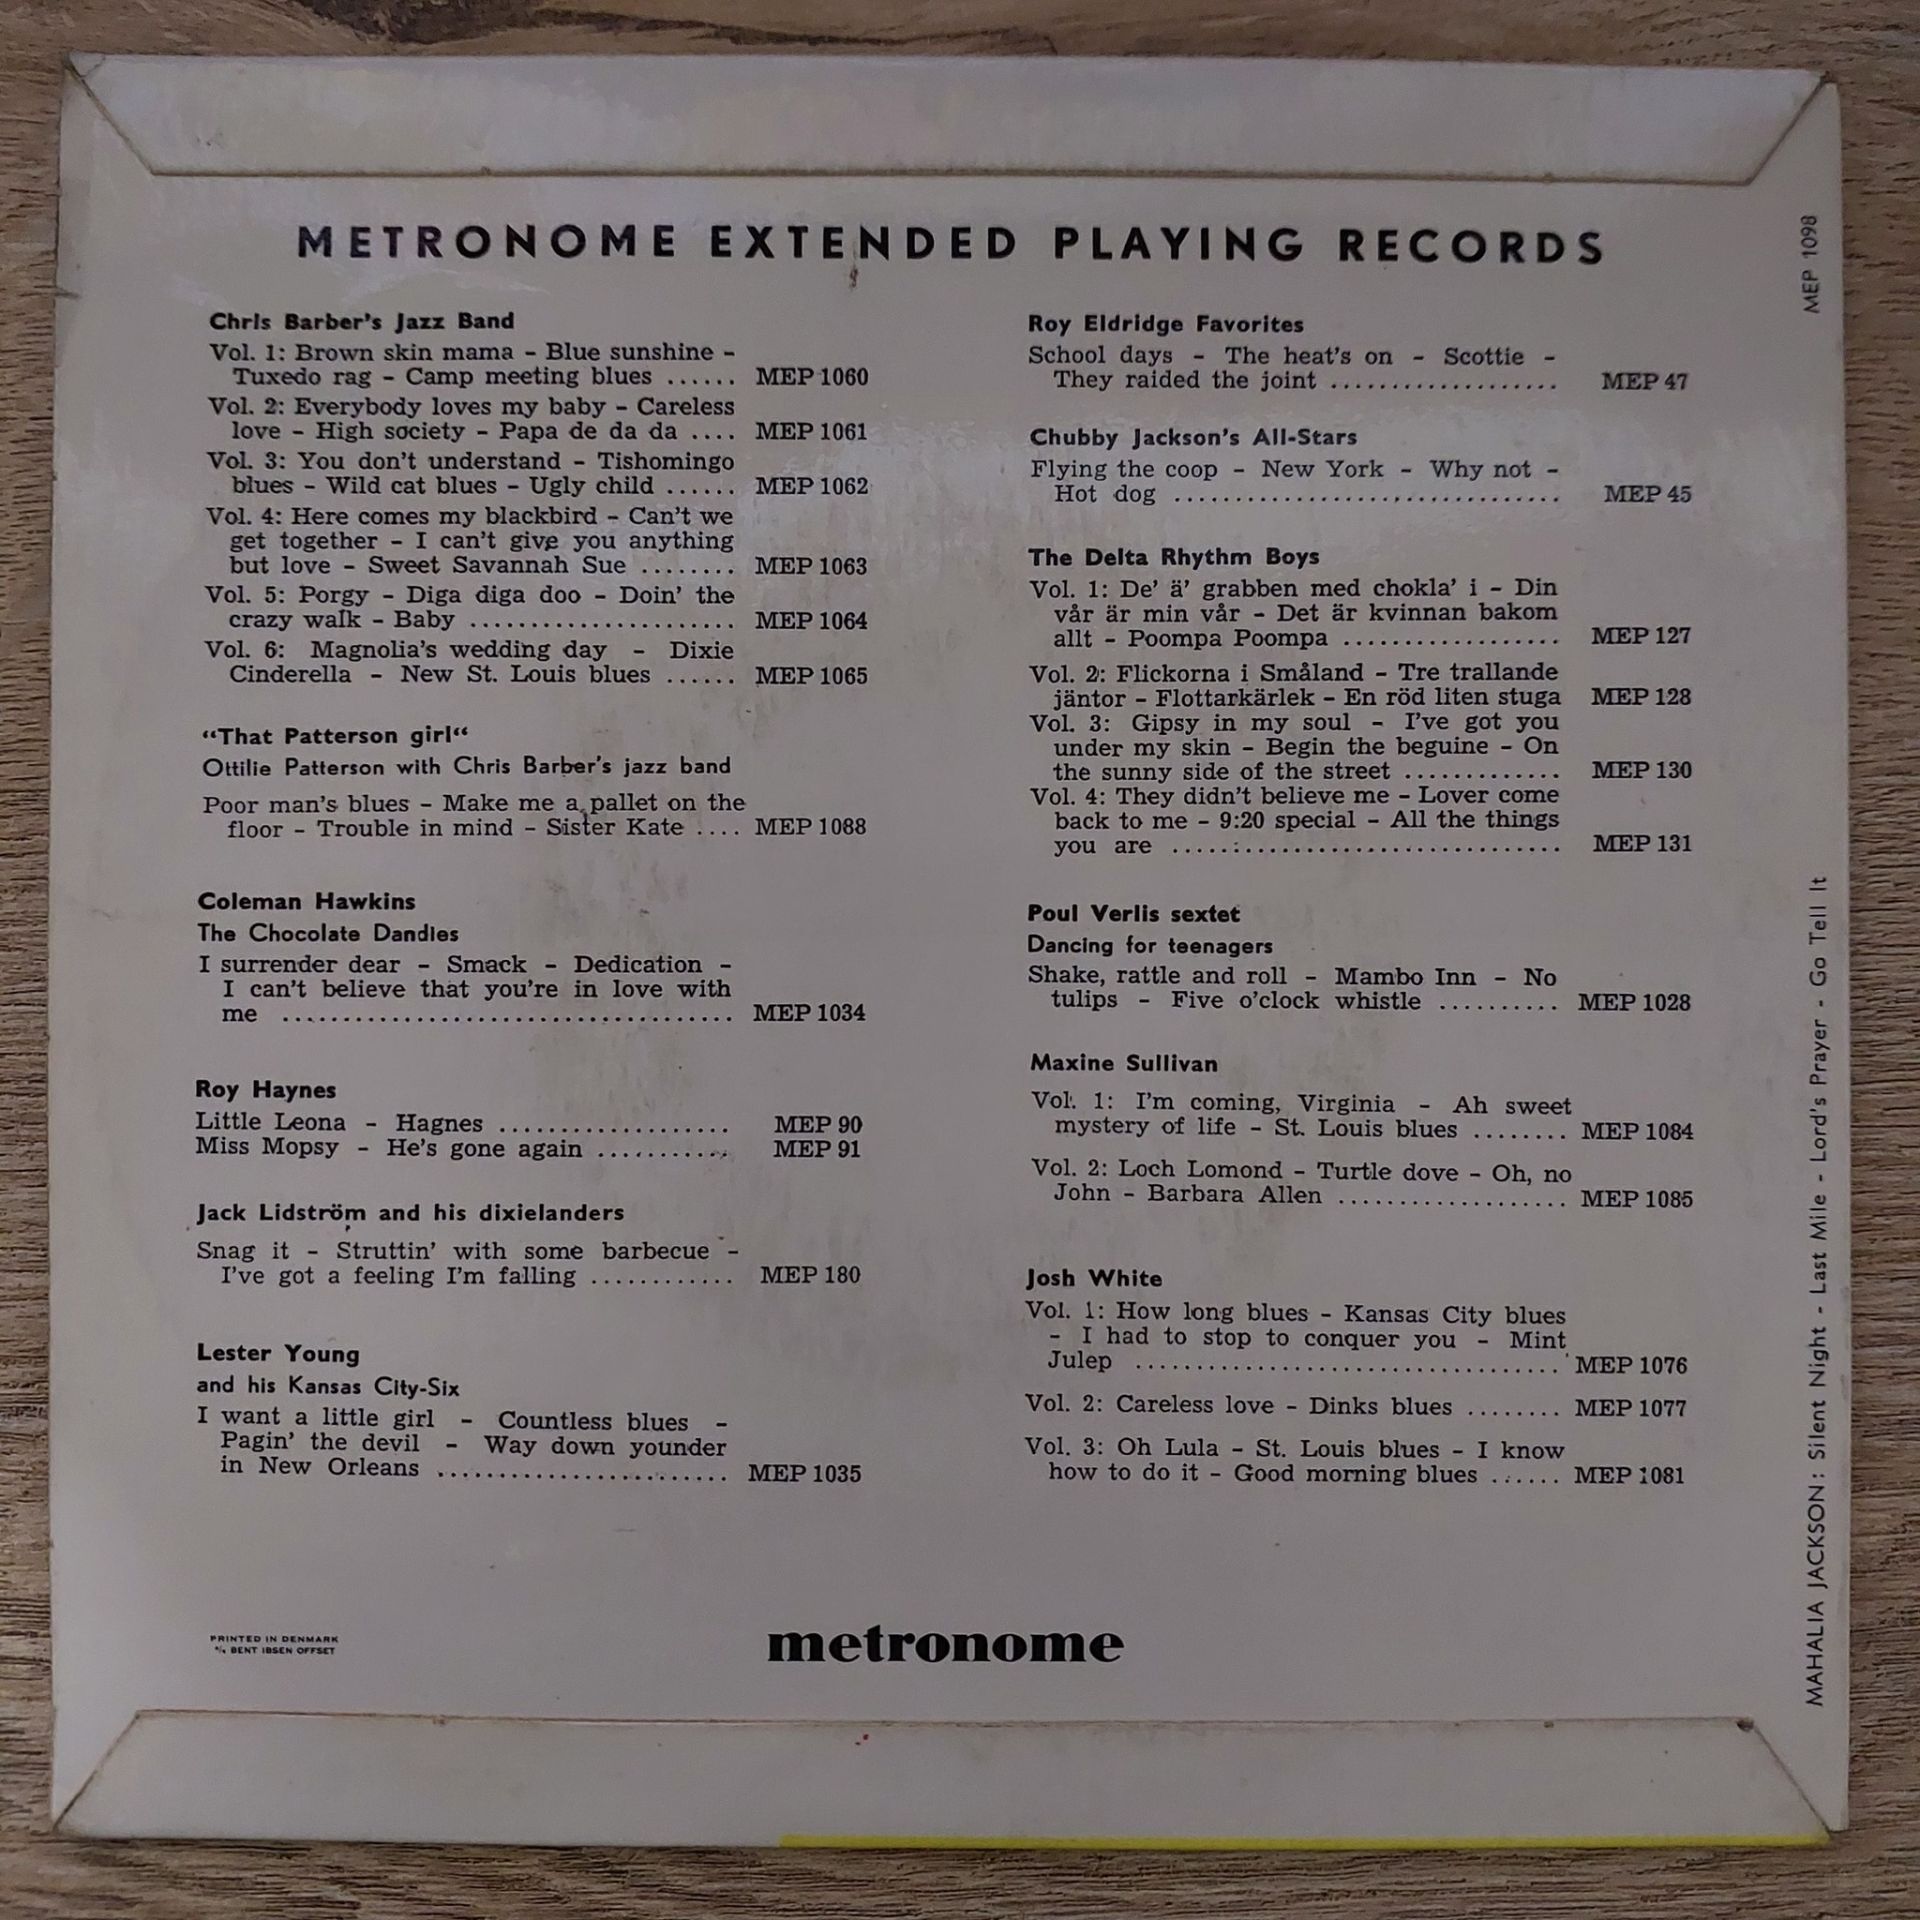 METRONOME EXTENDED PLAYING RECORDS
Chris Barber's Jazz Band
Vol. 1: Brown skin mama – Blue sunshine –
Tuxedo rag – Camp meeting blues ...... MEP 1060
Vol. 2: Everybody loves my baby – Careless
love – High society – Papa de da da .... MEP 1061
Vol. 3: You don't understand – Tishomingo
blues – Wild cat blues – Ugly child ...... MEP 1062
Vol. 4: Here comes my blackbird – Can't we
get together – I can't give you anything
but love – Sweet Savannah Sue ........ MEP 1063
Vol. 5: Porgy – Diga diga doo – Doin' the
crazy walk – Baby ...................... MEP 1064
Vol. 6: Magnolia's wedding day – Dixie
Cinderella – New St. Louis blues ...... MEP 1065
“That Patterson girl“
Ottilie Patterson with Chris Barber's jazz band
Poor man's blues – Make me a pallet on the
floor – Trouble in mind – Sister Kate .... MEP 1088
Coleman Hawkins
The Chocolate Dandies
I surrender dear – Smack – Dedication –
I can't believe that you're in love with
me ..................................... MEP 1034
Roy Haynes
Little Leona – Hagnes ................... MEP 90
Miss Mopsy – He's gone again ........... MEP 91
Jack Lidström and his dixielanders
Snag it – Struttin' with some barbecue –
I've got a feeling I'm falling ............ MEP 180
Lester Young
and his Kansas City-Six
I want a little girl – Countless blues –
Pagin' the devil – Way down younder
in New Orleans ........................ MEP 1035
Roy Eldridge Favorites
School days – The heat's on – Scottie –
They raided the joint ................... MEP 47
Chubby Jackson's All-Stars
Flying the coop – New York – Why not –
Hot dog ................................ MEP 45
The Delta Rhythm Boys
Vol. 1: De' ä' grabben med chokla' i – Din
vår är min vår – Det är kvinnan bakom
allt – Poompa Poompa .................. MEP 127
Vol. 2: Flickorna i Småland – Tre trallande
jäntor – Flottarkärlek – En röd liten stuga MEP 128
Vol. 3: Gipsy in my soul – I've got you
under my skin – Begin the beguine – On
the sunny side of the street ............. MEP 130
Vol. 4: They didn't believe me – Lover come
back to me – 9:20 special – All the things
you are ................................ MEP 131
Poul Verlis sextet
Dancing for teenagers
Shake, rattle and roll – Mambo Inn – No
tulips – Five o'clock whistle .......... MEP 1028
Maxine Sullivan
Vol. 1: I'm coming, Virginia – Ah sweet
mystery of life – St. Louis blues ........ MEP 1084
Vol. 2: Loch Lomond – Turtle dove – Oh, no
John – Barbara Allen ................... MEP 1085
Josh White
Vol. 1: How long blues – Kansas City blues
– I had to stop to conquer you – Mint
Julep .................................. MEP 1076
Vol. 2: Careless love – Dinks blues ........ MEP 1077
Vol. 3: Oh Lula – St. Louis blues – I know
how to do it – Good morning blues ...... MEP 1081
PRINTED IN DENMARK
BENT IBSEN OFFSET
metronome
MEP 1098
MAHALIA JACKSON: Silent Night - Last Mile - Lord's Prayer - Go Tell It